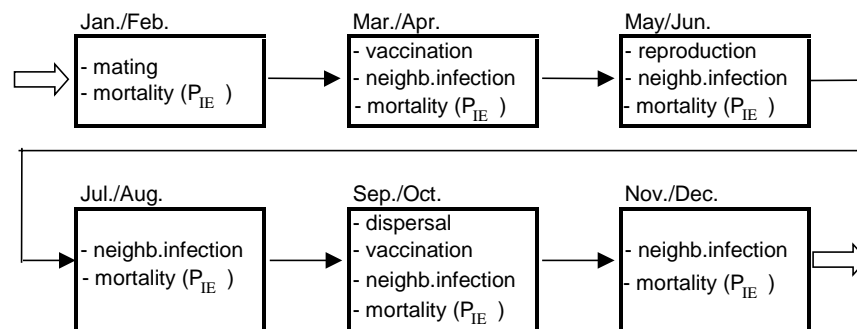 Jan./Feb.
- mating
- mortality (P_IE )
Mar./Apr.
- vaccination
- neighb.infection
- mortality (P_IE )
May/Jun.
- reproduction
- neighb.infection
- mortality (P_IE )
Jul./Aug.
- neighb.infection
- mortality (P_IE )
Sep./Oct.
- dispersal
- vaccination
- neighb.infection
- mortality (P_IE )
Nov./Dec.
- neighb.infection
- mortality (P_IE )